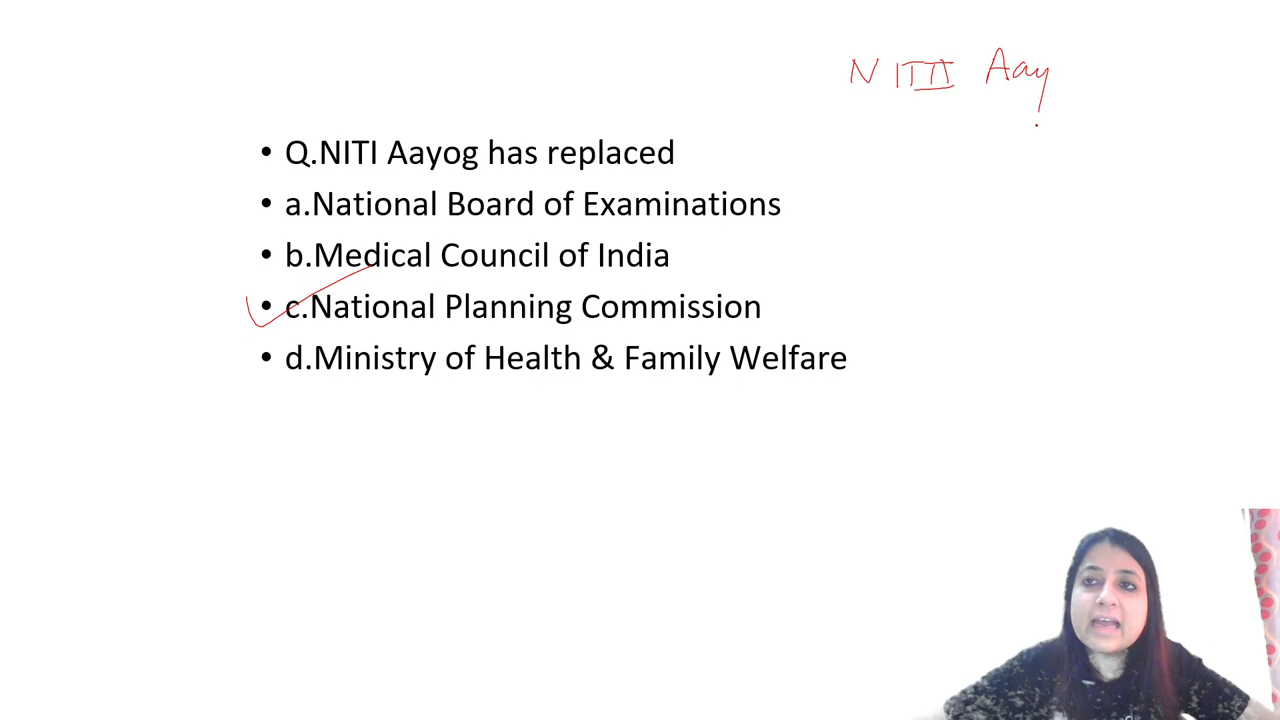 NITI Aay
• Q.NITI Aayog has replaced
• a.National Board of Examinations
• b.Medical Council of India
• c.National Planning Commission
• d.Ministry of Health & Family Welfare